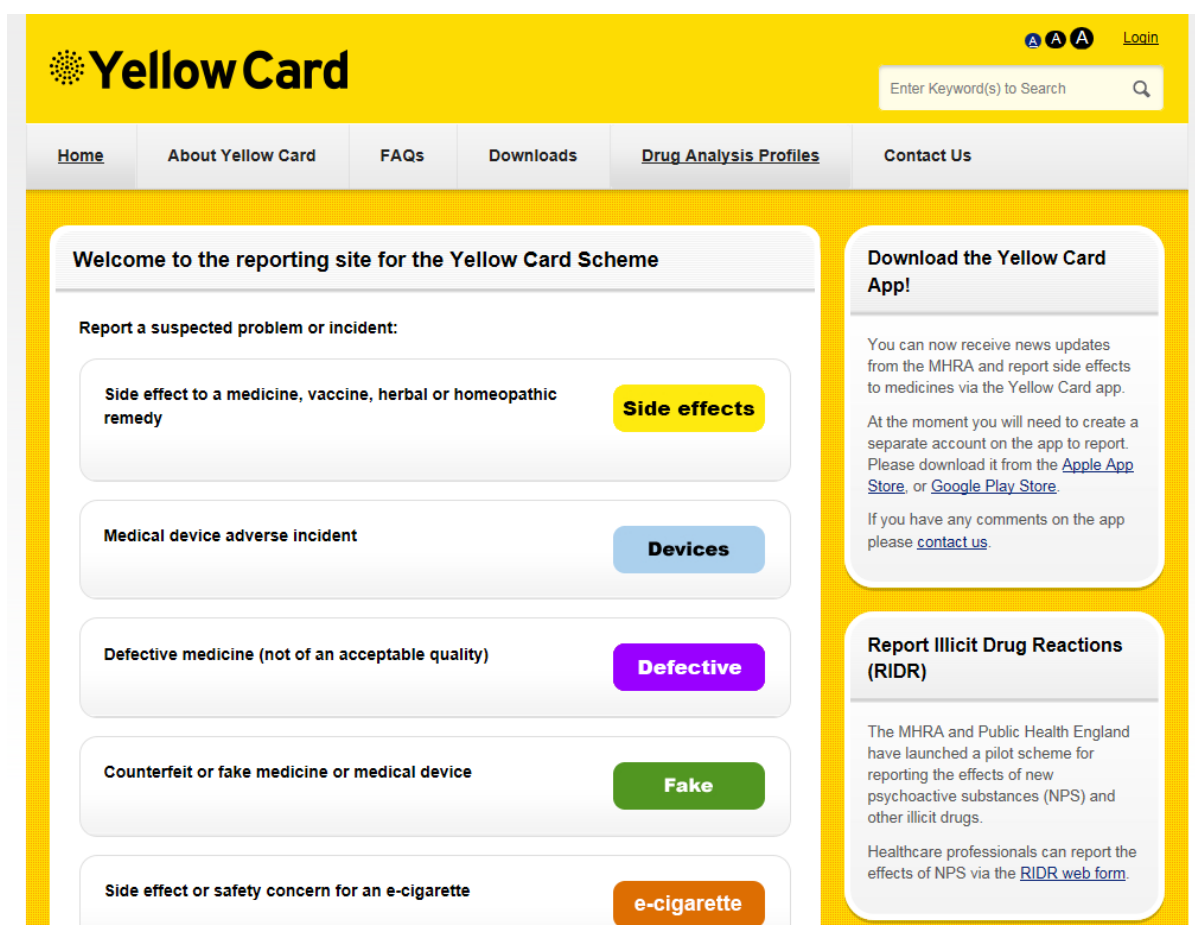 Yellow Card
A A A
Login
Enter Keyword(s) to Search
Home
About Yellow Card
FAQs
Downloads
Drug Analysis Profiles
Contact Us
Welcome to the reporting site for the Yellow Card Scheme
Report a suspected problem or incident:
Side effect to a medicine, vaccine, herbal or homeopathic
remedy
Side effects
Medical device adverse incident
Devices
Defective medicine (not of an acceptable quality)
Defective
Counterfeit or fake medicine or medical device
Fake
Side effect or safety concern for an e-cigarette
e-cigarette
Download the Yellow Card
App!
You can now receive news updates
from the MHRA and report side effects
to medicines via the Yellow Card app.
At the moment you will need to create a
separate account on the app to report.
Please download it from the Apple App
Store, or Google Play Store.
If you have any comments on the app
please contact us.
Report Illicit Drug Reactions
(RIDR)
The MHRA and Public Health England
have launched a pilot scheme for
reporting the effects of new
psychoactive substances (NPS) and
other illicit drugs.
Healthcare professionals can report the
effects of NPS via the RIDR web form.